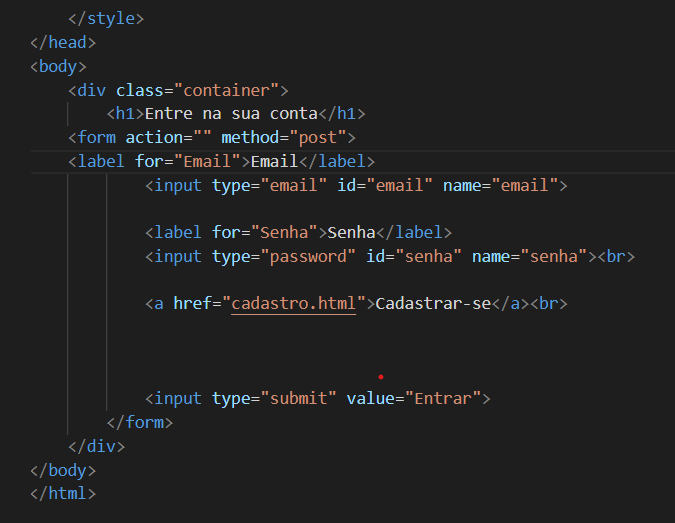 </style>
</head>
<body>
<div class="container">
<h1>Entre na sua conta</h1>
<form action="" method="post">
<label for="Email">Email</label>
<input type="email" id="email" name="email">
<label for="Senha">Senha</label>
<input type="password" id="senha" name="senha"><br>
<a href="cadastro.html">Cadastrar-se</a><br>
<input type="submit" value="Entrar">
</form>
</div>
</body>
</html>